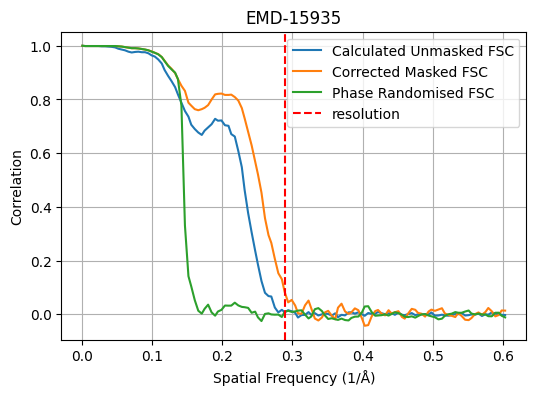 EMD-15935
Calculated Unmasked FSC
Corrected Masked FSC
Phase Randomised FSC
resolution
Correlation
1.0
0.8
0.6
0.4
0.2
0.0
0.0 0.1 0.2 0.3 0.4 0.5 0.6
Spatial Frequency (1/Å)